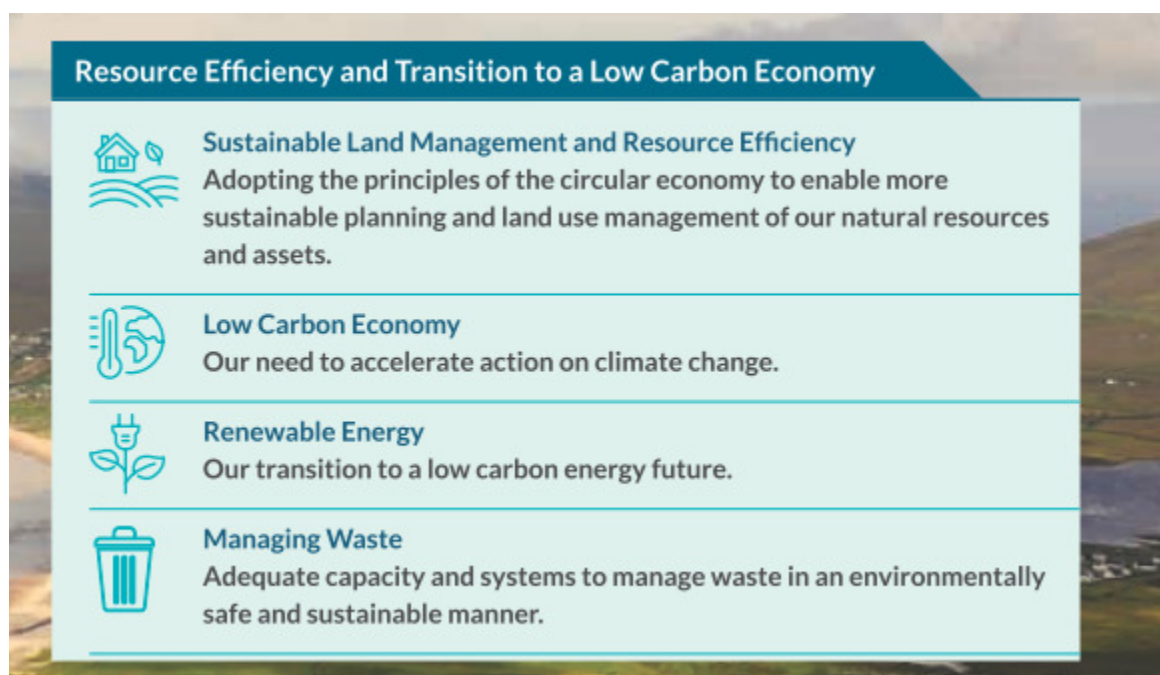 Resource Efficiency and Transition to a Low Carbon Economy
Sustainable Land Management and Resource Efficiency
Adopting the principles of the circular economy to enable more
sustainable planning and land use management of our natural resources
and assets.
Low Carbon Economy
Our need to accelerate action on climate change.
Renewable Energy
Our transition to a low carbon energy future.
Managing Waste
Adequate capacity and systems to manage waste in an environmentally
safe and sustainable manner.